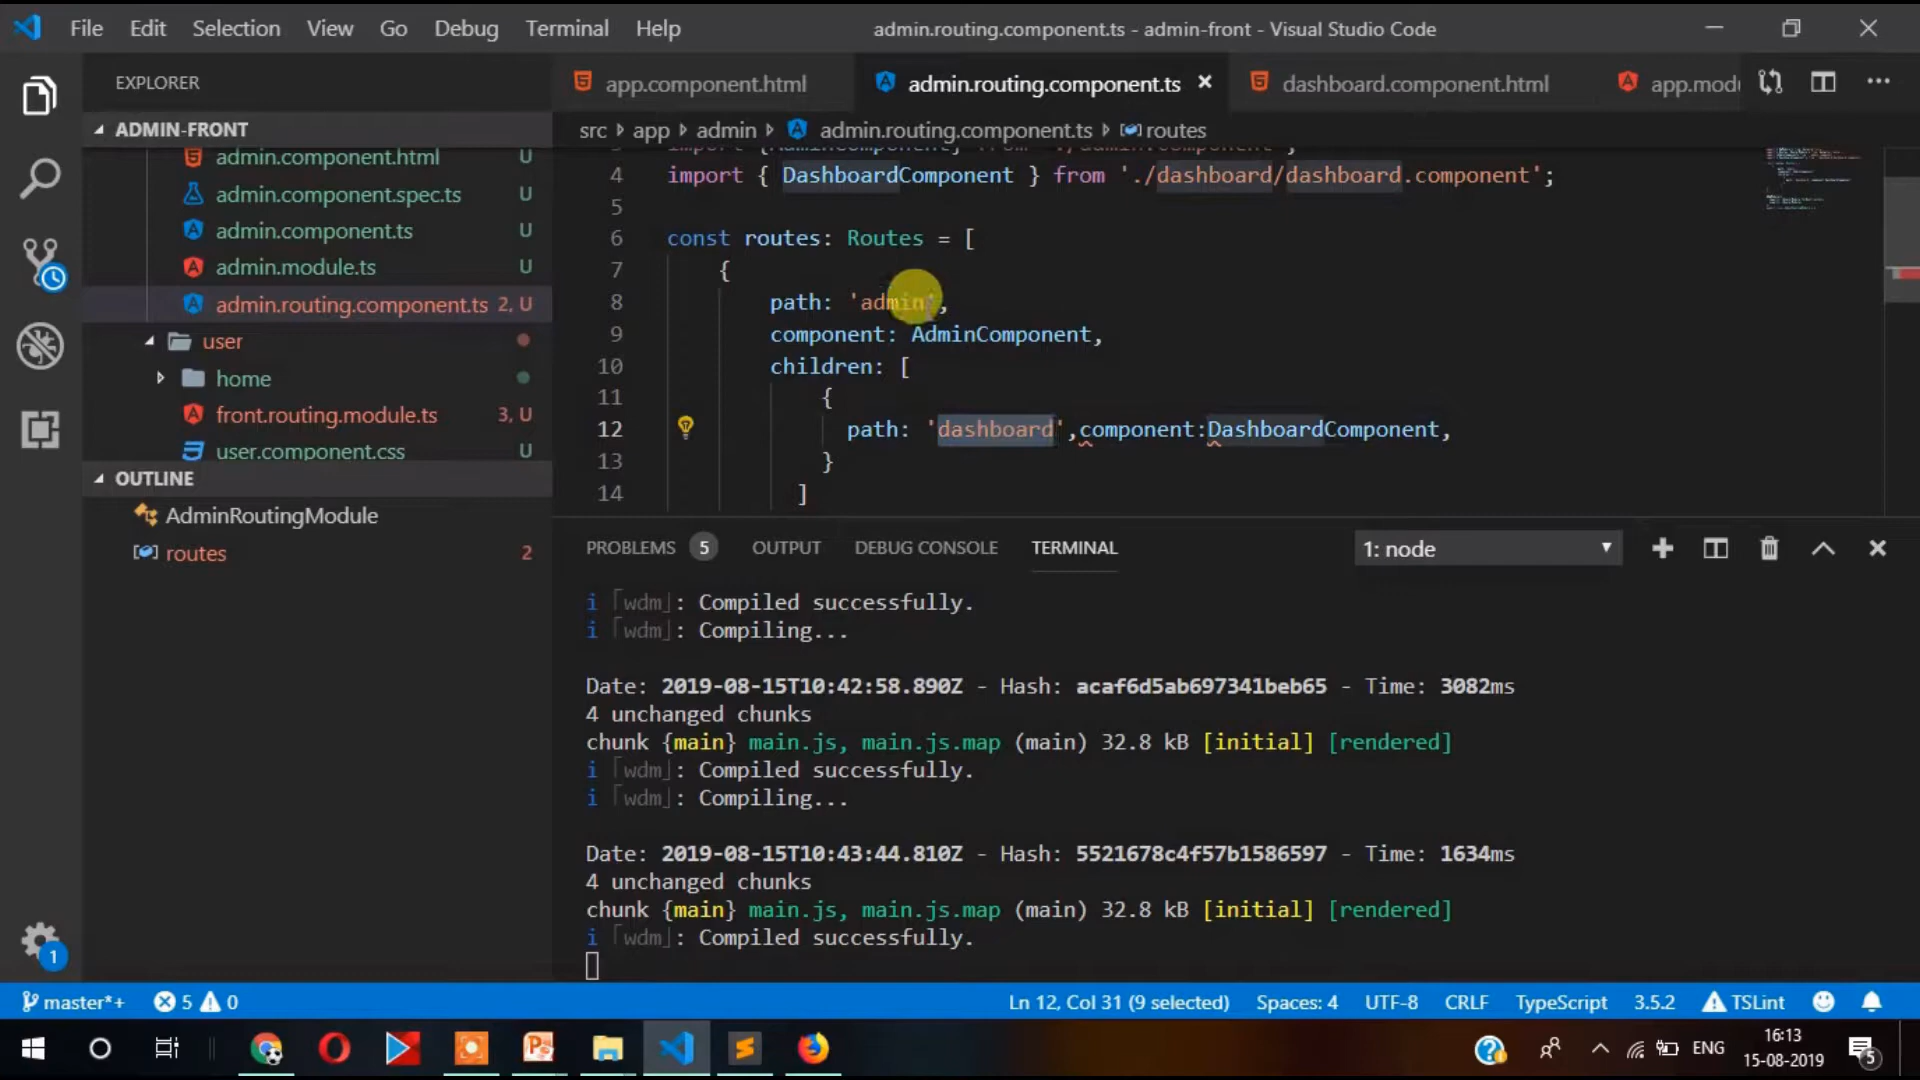 File Edit Selection View Go Debug Terminal Help
admin.routing.component.ts - admin-front - Visual Studio Code
EXPLORER
ADMIN-FRONT
admin.component.html U
admin.component.spec.ts U
admin.component.ts U
admin.module.ts U
admin.routing.component.ts 2, U
user
home
front.routing.module.ts 3, U
user.component.css U
OUTLINE
AdminRoutingModule
routes 2
app.component.html
admin.routing.component.ts
dashboard.component.html
app.modu
src app admin admin.routing.component.ts routes
4 import { DashboardComponent } from './dashboard/dashboard.component';
5
6 const routes: Routes = [
7 {
8 path: 'admin',
9 component: AdminComponent,
10 children: [
11 {
12 path: 'dashboard',component:DashboardComponent,
13 }
14 ]
PROBLEMS 5 OUTPUT DEBUG CONSOLE TERMINAL
1: node
i ｢wdm｣: Compiled successfully.
i ｢wdm｣: Compiling...
Date: 2019-08-15T10:42:58.890Z - Hash: acaf6d5ab697341beb65 - Time: 3082ms
4 unchanged chunks
chunk {main} main.js, main.js.map (main) 32.8 kB [initial] [rendered]
i ｢wdm｣: Compiled successfully.
i ｢wdm｣: Compiling...
Date: 2019-08-15T10:43:44.810Z - Hash: 5521678c4f57b1586597 - Time: 1634ms
4 unchanged chunks
chunk {main} main.js, main.js.map (main) 32.8 kB [initial] [rendered]
i ｢wdm｣: Compiled successfully.
1
master*+ 5 0
Ln 12, Col 31 (9 selected) Spaces: 4 UTF-8 CRLF TypeScript 3.5.2 TSLint
ENG
16:13
15-08-2019
5